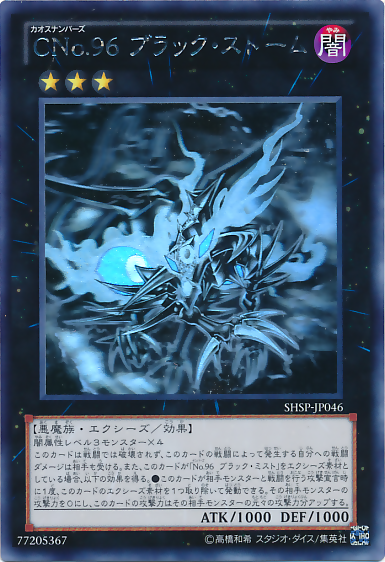 カオスナンバーズ
CNo.96 ブラック・ストーム
やみ
闇
SHSP-JP046
【悪魔族・エクシーズ/効果】
闇属性レベル3モンスター×4
このカードは戦闘では破壊されず、このカードの戦闘によって発生する自分への戦闘
ダメージは相手も受ける。また、このカードが「No.96 ブラック・ミスト」をエクシーズ素材と
している場合、以下の効果を得る。●このカードが相手モンスターと戦闘を行う攻撃宣言時
に1度、このカードのエクシーズ素材を1つ取り除いて発動できる。その相手モンスターの
攻撃力を0にし、このカードの攻撃力はその相手モンスターの元々の攻撃力分アップする。
ATK/1000 DEF/1000
77205367
©高橋和希 スタジオ・ダイス/集英社